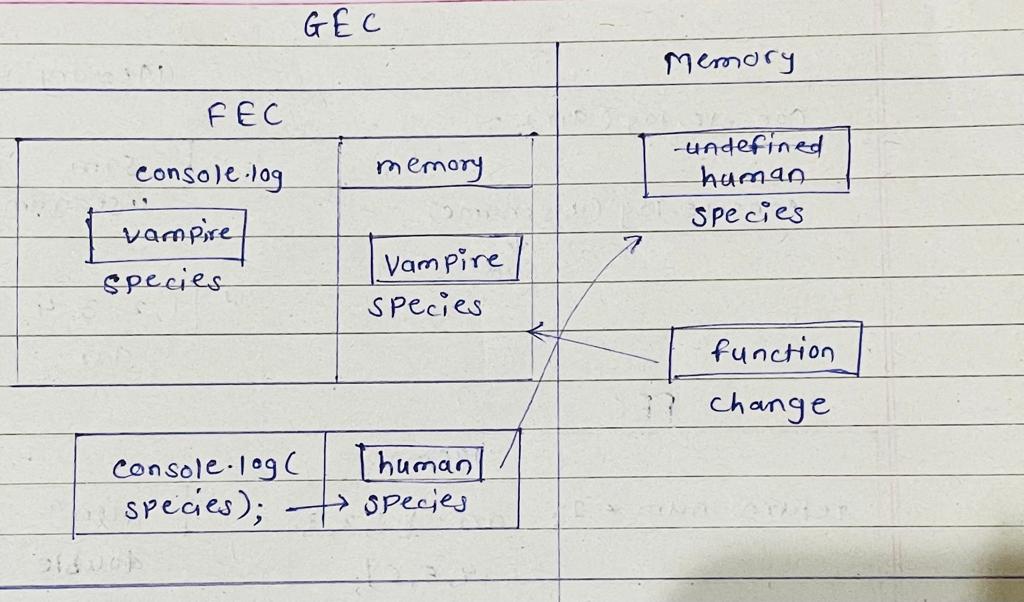 GEC
Memory
FEC
console.log
memory
vampire
species
Vampire
species
undefined
human
species
function
change
console.log(
species);
human
species